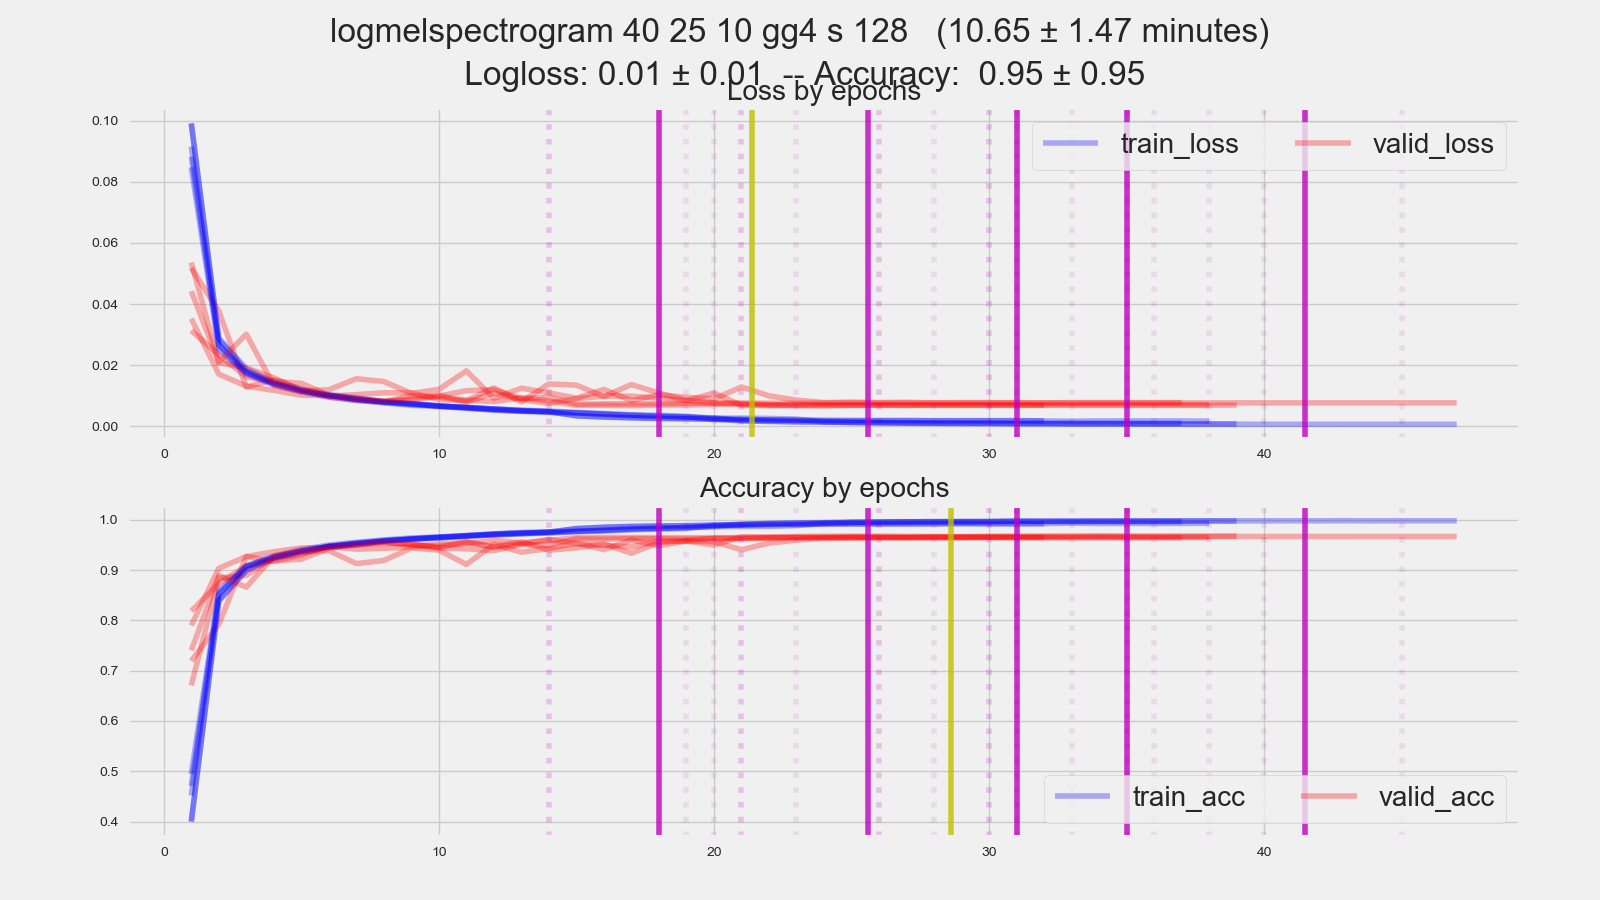 logmelspectrogram 40 25 10 gg4 s 128 (10.65 ± 1.47 minutes)
Logloss: 0.01 ± 0.01 -- Accuracy: 0.95 ± 0.95
Loss by epochs
train_loss valid_loss
0.10
0.08
0.06
0.04
0.02
0.00
0 10 20 30 40
Accuracy by epochs
1.0
0.9
0.8
0.7
0.6
0.5
0.4
train_acc valid_acc
0 10 20 30 40